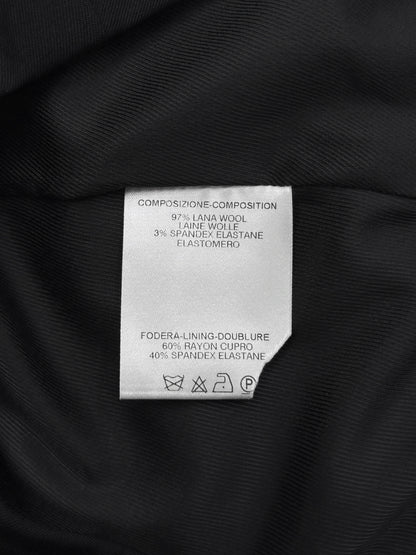 COMPOSIZIONE-COMPOSITION
97% LANA WOOL
LAINE WOLLE
3% SPANDEX ELASTANE
ELASTOMERO
FODERA-LINING-DOUBLURE
60% RAYON CUPRO
40% SPANDEX ELASTANE
P